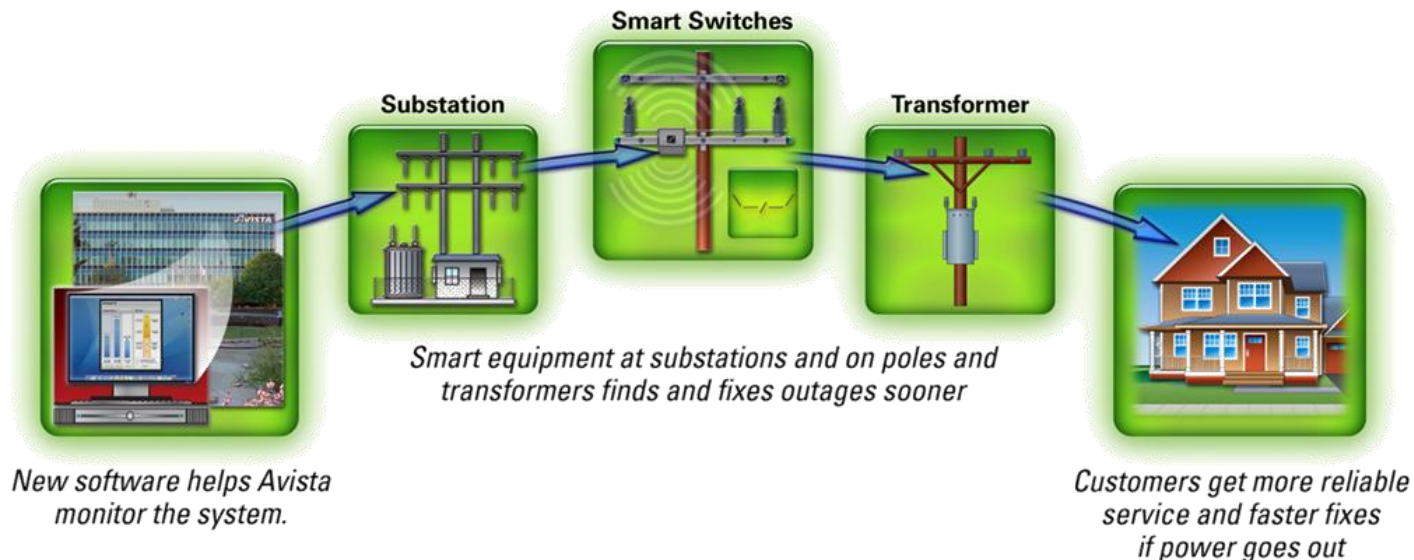 Smart Switches
Substation
Transformer
AVISTA
Smart equipment at substations and on poles and
transformers finds and fixes outages sooner
New software helps Avista
monitor the system.
Customers get more reliable
service and faster fixes
if power goes out